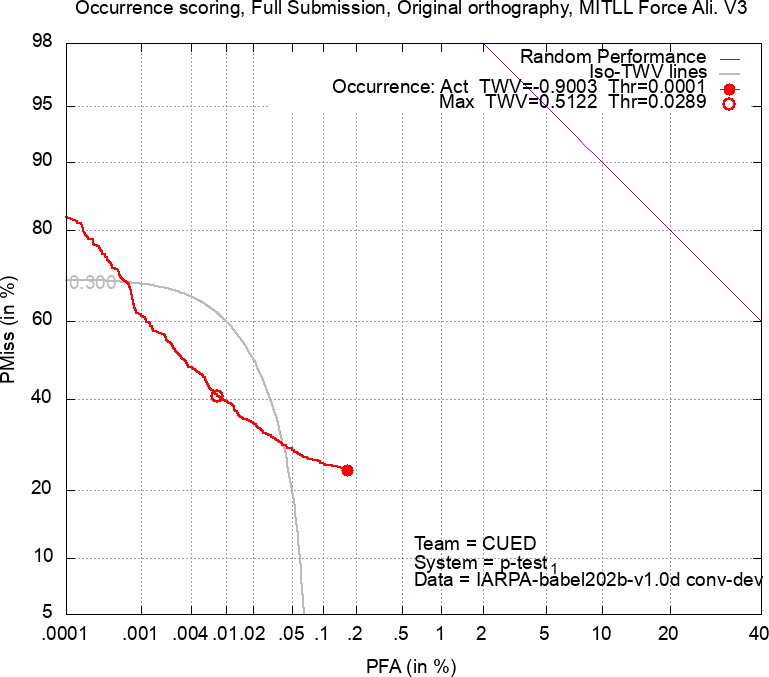 Occurrence scoring, Full Submission, Original orthography, MITLL Force Ali. V3
98
95
90
80
60
40
20
10
5
Random Performance
Iso-TWV lines
Occurrence: Act TWV=-0.9003 Thr=0.0001
Max TWV=0.5122 Thr=0.0289
0.300
PMiss (in %)
Team = CUED
System = p-test 1
Data = IARPA-babel202b-v1.0d conv-dev
.0001 .001 .004 .01 .02 .05 .1 .2 .5 1 2 5 10 20 40
PFA (in %)